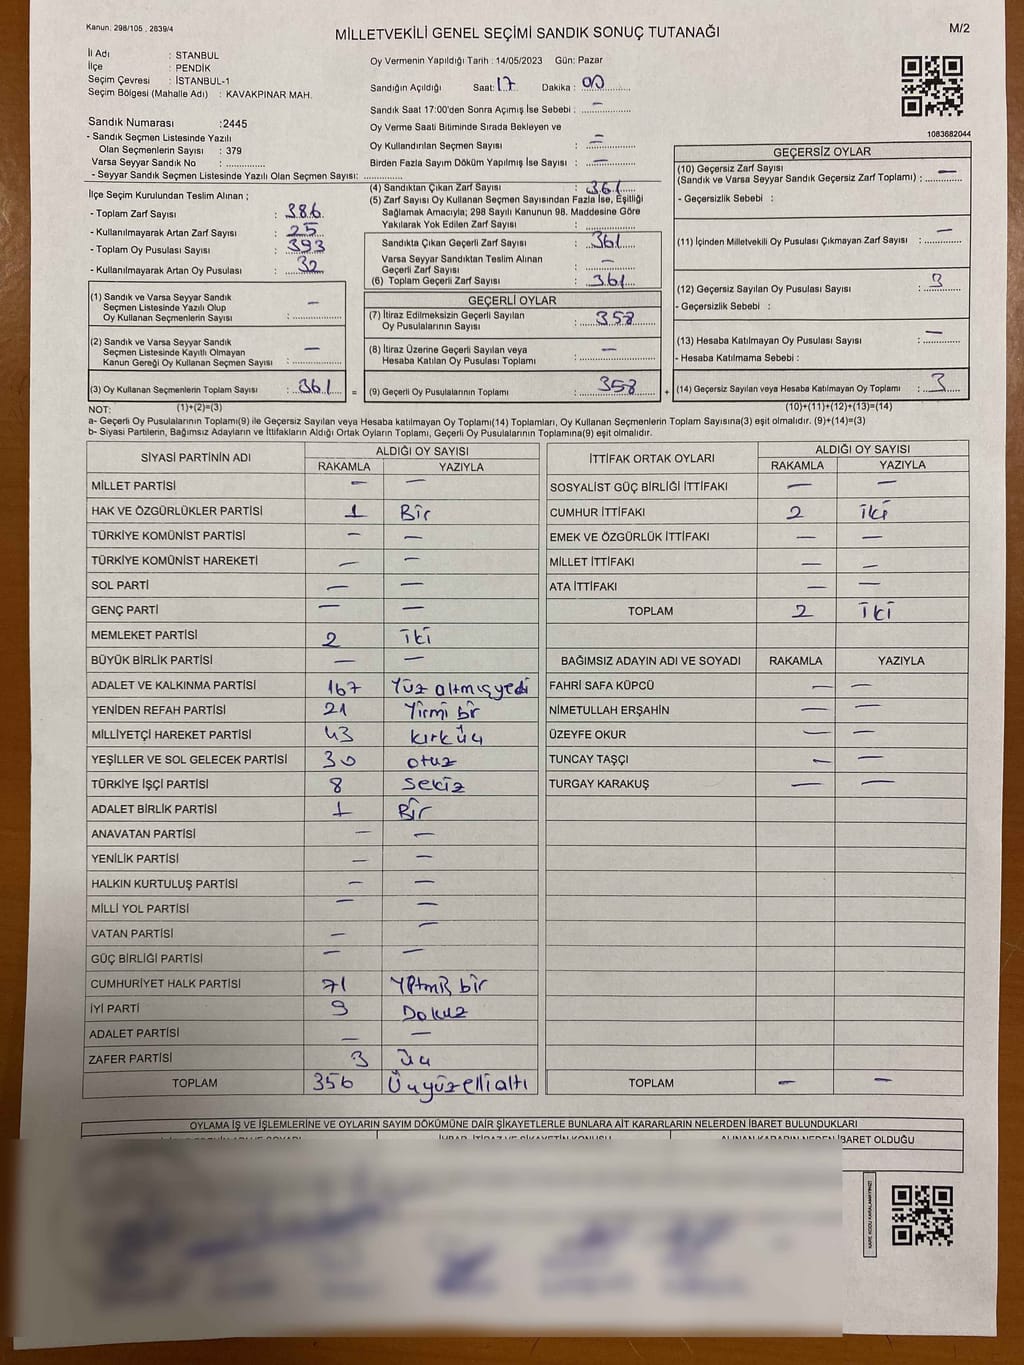 Kanun: 298/105 , 2839/4
MİLLETVEKİLİ GENEL SEÇİMİ SANDIK SONUÇ TUTANAĞI
M/2
İl Adı : STANBUL
İlçe : PENDİK
Seçim Çevresi : İSTANBUL-1
Seçim Bölgesi (Mahalle Adı) : KAVAKPINAR MAH.
Sandık Numarası :2445
- Sandık Seçmen Listesinde Yazılı
Olan Seçmenlerin Sayısı : 379
Varsa Seyyar Sandık No :
- Seyyar Sandık Seçmen Listesinde Yazılı Olan Seçmen Sayısı:
Oy Vermenin Yapıldığı Tarih : 14/05/2023 Gün: Pazar
Sandığın Açıldığı Saat: 17 Dakika : 00
Sandık Saat 17:00'den Sonra Açımış İse Sebebi : —
Oy Verme Saati Bitiminde Sırada Bekleyen ve
Oy Kullandırılan Seçmen Sayısı : —
Birden Fazla Sayım Döküm Yapılmış İse Sayısı : —
1083682044
İlçe Seçim Kurulundan Teslim Alınan ;
- Toplam Zarf Sayısı : 386
- Kullanılmayarak Artan Zarf Sayısı : 25
- Toplam Oy Pusulası Sayısı : 393
- Kullanılmayarak Artan Oy Pusulası : 32
(1) Sandık ve Varsa Seyyar Sandık
Seçmen Listesinde Yazılı Olup
Oy Kullanan Seçmenlerin Sayısı : —
(2) Sandık ve Varsa Seyyar Sandık
Seçmen Listesinde Kayıtlı Olmayan
Kanun Gereği Oy Kullanan Seçmen Sayısı : —
(3) Oy Kullanan Seçmenlerin Toplam Sayısı : 361
(4) Sandıktan Çıkan Zarf Sayısı : 361
(5) Zarf Sayısı Oy Kullanan Seçmen Sayısından Fazla İse, Eşitliği
Sağlamak Amacıyla; 298 Sayılı Kanunun 98. Maddesine Göre
Yakılarak Yok Edilen Zarf Sayısı :
Sandıkta Çıkan Geçerli Zarf Sayısı : 361
Varsa Seyyar Sandıktan Teslim Alınan
Geçerli Zarf Sayısı : —
(6) Toplam Geçerli Zarf Sayısı : 361
GEÇERLİ OYLAR
(7) İtiraz Edilmeksizin Geçerli Sayılan
Oy Pusulalarının Sayısı : 358
(8) İtiraz Üzerine Geçerli Sayılan veya
Hesaba Katılan Oy Pusulası Toplamı : —
= (9) Geçerli Oy Pusulalarının Toplamı : 358
GEÇERSİZ OYLAR
(10) Geçersiz Zarf Sayısı
(Sandık ve Varsa Seyyar Sandık Geçersiz Zarf Toplamı) : —
- Geçersizlik Sebebi :
(11) İçinden Milletvekili Oy Pusulası Çıkmayan Zarf Sayısı : —
(12) Geçersiz Sayılan Oy Pusulası Sayısı : 3
- Geçersizlik Sebebi :
(13) Hesaba Katılmayan Oy Pusulası Sayısı : —
- Hesaba Katılmama Sebebi :
+ (14) Geçersiz Sayılan veya Hesaba Katılmayan Oy Toplamı : 3
NOT: (1)+(2)=(3) (10)+(11)+(12)+(13)=(14)
a- Geçerli Oy Pusulalarının Toplamı(9) ile Geçersiz Sayılan veya Hesaba katılmayan Oy Toplamı(14) Toplamları, Oy Kullanan Seçmenlerin Toplam Sayısına(3) eşit olmalıdır. (9)+(14)=(3)
b- Siyasi Partilerin, Bağımsız Adayların ve İttifakların Aldığı Ortak Oyların Toplamı, Geçerli Oy Pusulalarının Toplamına(9) eşit olmalıdır.
SİYASİ PARTİNİN ADI ALDIĞI OY SAYISI
RAKAMLA YAZIYLA
MİLLET PARTİSİ — —
HAK VE ÖZGÜRLÜKLER PARTİSİ 1 Bir
TÜRKİYE KOMÜNİST PARTİSİ — —
TÜRKİYE KOMÜNİST HAREKETİ — —
SOL PARTİ — —
GENÇ PARTİ — —
MEMLEKET PARTİSİ 2 iki
BÜYÜK BİRLİK PARTİSİ — —
ADALET VE KALKINMA PARTİSİ 167 Yüz altmışyedi
YENİDEN REFAH PARTİSİ 21 Yirmi bir
MİLLİYETÇİ HAREKET PARTİSİ 43 kırküç
YEŞİLLER VE SOL GELECEK PARTİSİ 30 otuz
TÜRKİYE İŞÇİ PARTİSİ 8 sekiz
ADALET BİRLİK PARTİSİ 1 Bir
ANAVATAN PARTİSİ — —
YENİLİK PARTİSİ — —
HALKIN KURTULUŞ PARTİSİ — —
MİLLİ YOL PARTİSİ — —
VATAN PARTİSİ — —
GÜÇ BİRLİĞİ PARTİSİ — —
CUMHURİYET HALK PARTİSİ 71 Yetmiş bir
İYİ PARTİ 9 Dokuz
ADALET PARTİSİ — —
ZAFER PARTİSİ 3 üç
TOPLAM 356 Üçyüzelli altı
İTTİFAK ORTAK OYLARI ALDIĞI OY SAYISI
RAKAMLA YAZIYLA
SOSYALİST GÜÇ BİRLİĞİ İTTİFAKI — —
CUMHUR İTTİFAKI 2 iki
EMEK VE ÖZGÜRLÜK İTTİFAKI — —
MİLLET İTTİFAKI — —
ATA İTTİFAKI — —
TOPLAM 2 iki
BAĞIMSIZ ADAYIN ADI VE SOYADI RAKAMLA YAZIYLA
FAHRİ SAFA KÜPCÜ — —
NİMETULLAH ERŞAHİN — —
ÜZEYFE OKUR — —
TUNCAY TAŞÇI — —
TURGAY KARAKUŞ — —
TOPLAM — —
OYLAMA İŞ VE İŞLEMLERİNE VE OYLARIN SAYIM DÖKÜMÜNE DAİR ŞİKAYETLERLE BUNLARA AİT KARARLARIN NELERDEN İBARET BULUNDUKLARI
İBARET OLDUĞU
KARE KODU KARALAMAYINIZ!